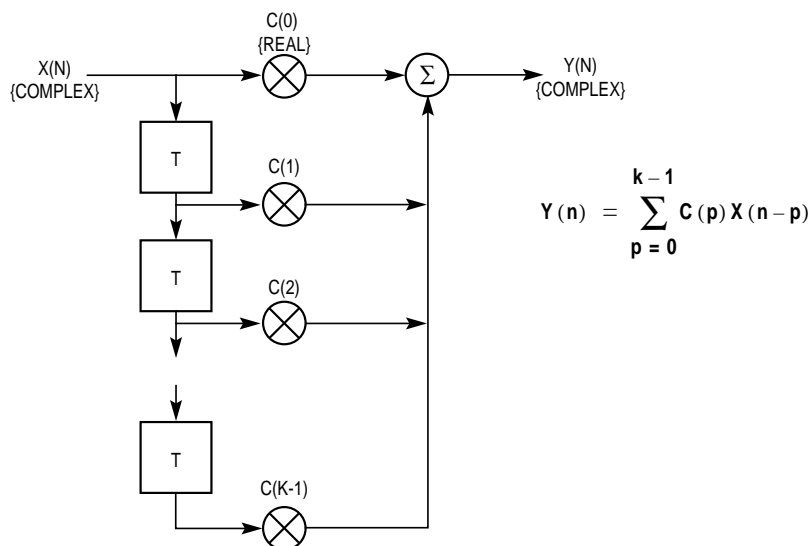 C(0)
{REAL}
X(N)
{COMPLEX}
Σ
Y(N)
{COMPLEX}
T
C(1)
k – 1
Y (n) = ∑ C (p) X (n – p)
p = 0
T
C(2)
T
C(K-1)